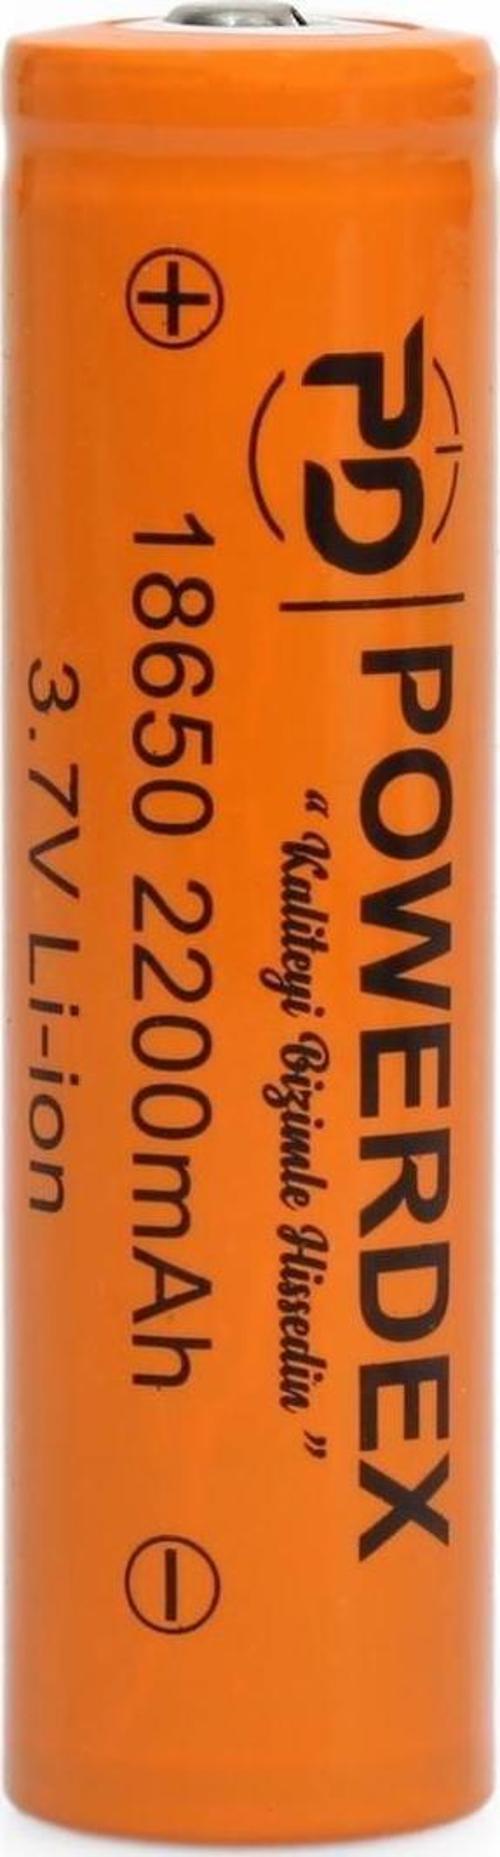 PD | POWERDEX
“ Kaliteyi Bizimle Hissedin ”
+ 18650 2200mAh -
3.7V Li-ion